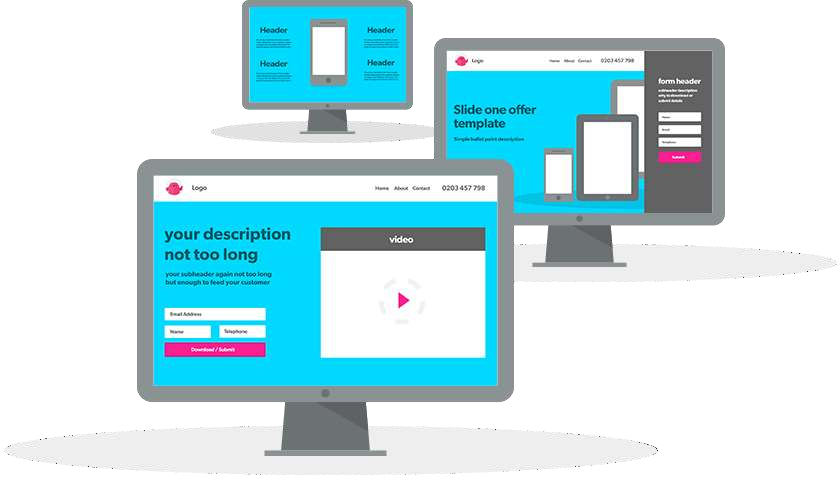 Header
Header
Header
Header
Logo
Home About Contact 0203 457 798
Slide one offer
template
Simple bullet point description
form header
subheader description
why to download or
submit details
Name
Email
Telephone
Submit
Logo
Home About Contact 0203 457 798
your description
not too long
your subheader again not too long
but enough to feed your customer
Email Address
Name
Telephone
Download / Submit
video